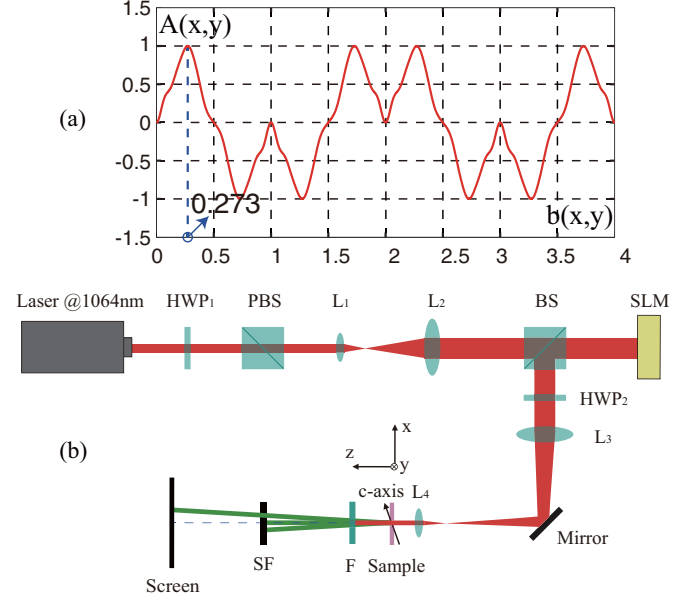 A(x,y)
1.5
1
0.5
0
-0.5
-1
-1.5
(a)
0.273
b(x,y)
0 0.5 1 1.5 2 2.5 3 3.5 4
Laser @1064nm HWP1 PBS L1 L2 BS SLM
HWP2
L3
(b)
x
z
y
c-axis
L4
SF F Sample
Mirror
Screen